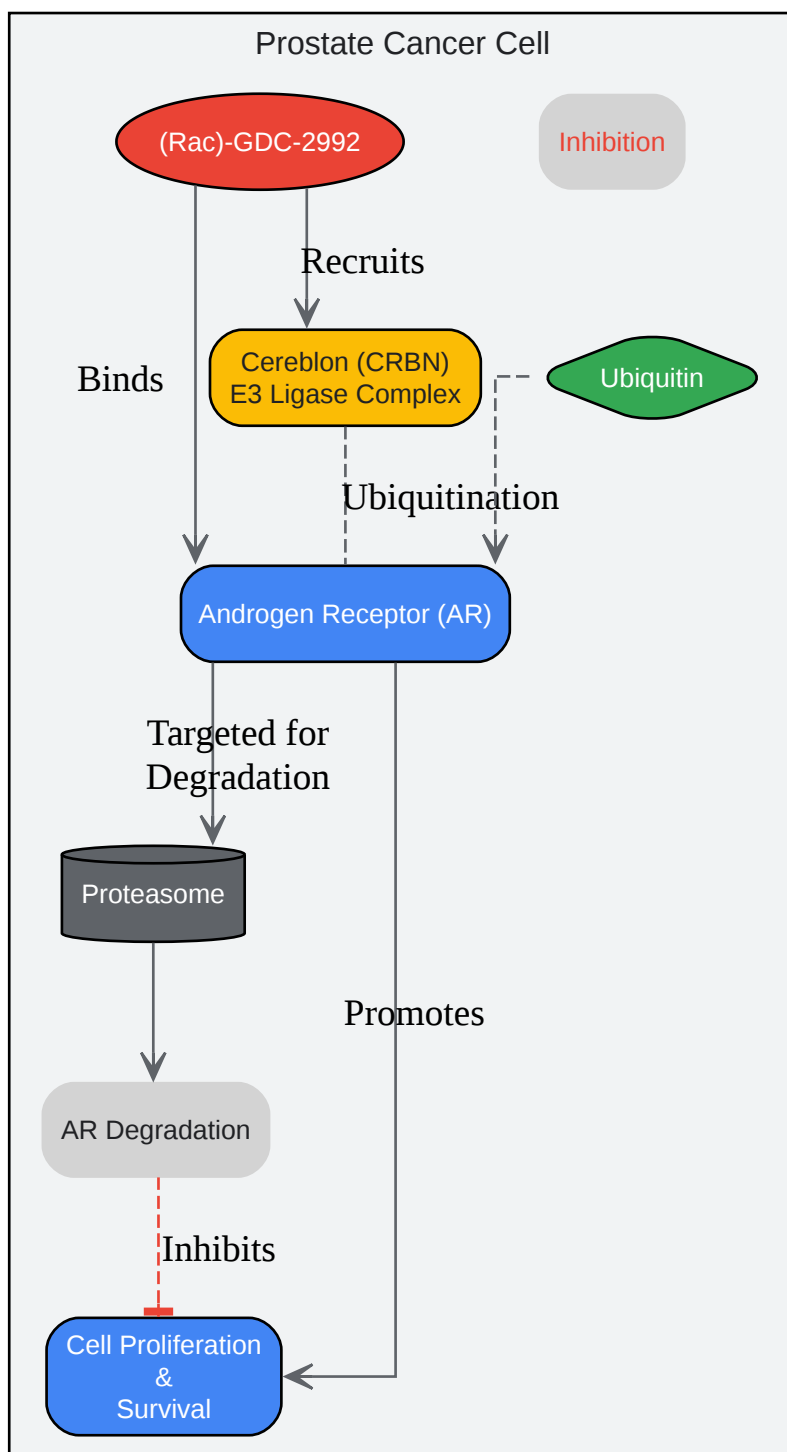 Prostate Cancer Cell
(Rac)-GDC-2992
Inhibition
Recruits
Binds
Cereblon (CRBN)
E3 Ligase Complex
Ubiquitin
Ubiquitination
Androgen Receptor (AR)
Targeted for
Degradation
Proteasome
Promotes
AR Degradation
Inhibits
Cell Proliferation
&
Survival